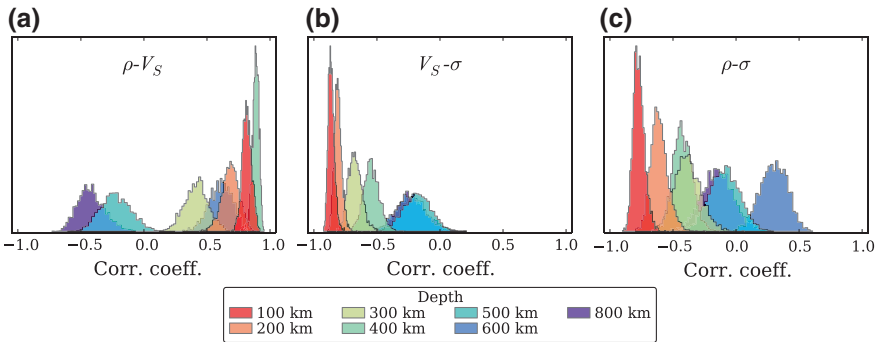 (a) (b) (c)
ρ-V_S V_S-σ ρ-σ
−1.0 −0.5 0.0 0.5 1.0 −1.0 −0.5 0.0 0.5 1.0 −1.0 −0.5 0.0 0.5 1.0
Corr. coeff. Corr. coeff. Corr. coeff.
Depth
100 km 300 km 500 km 800 km
200 km 400 km 600 km